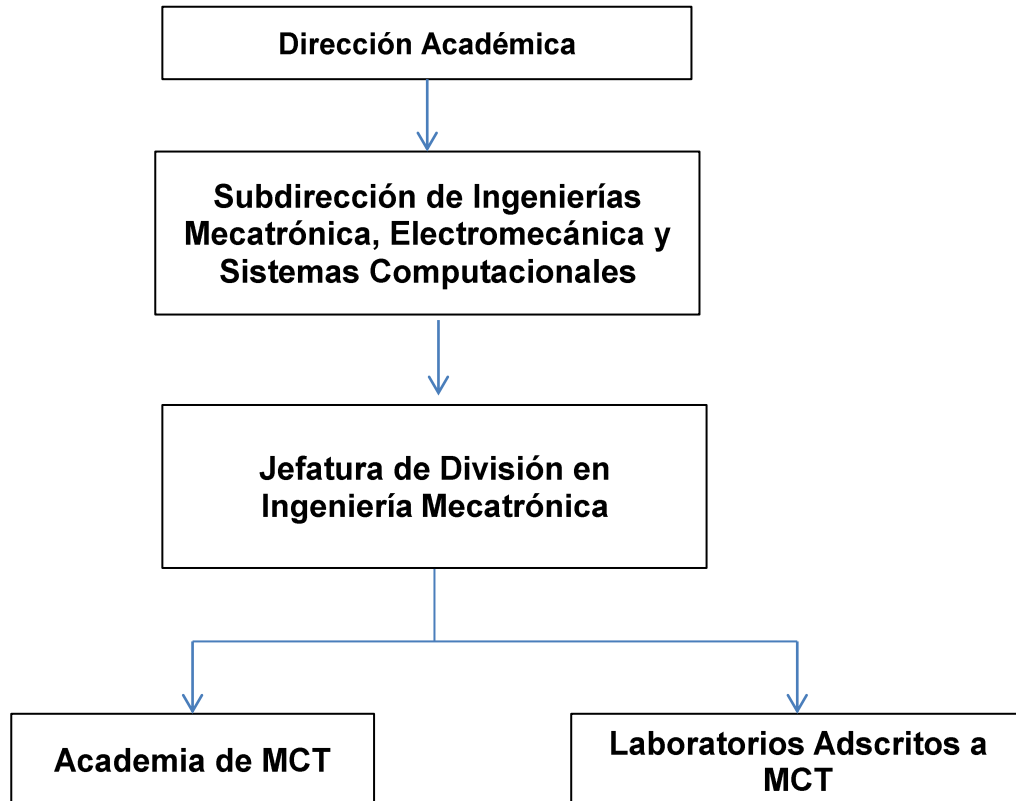 Dirección Académica
Subdirección de Ingenierías
Mecatrónica, Electromecánica y
Sistemas Computacionales
Jefatura de División en
Ingeniería Mecatrónica
Academia de MCT
Laboratorios Adscritos a
MCT